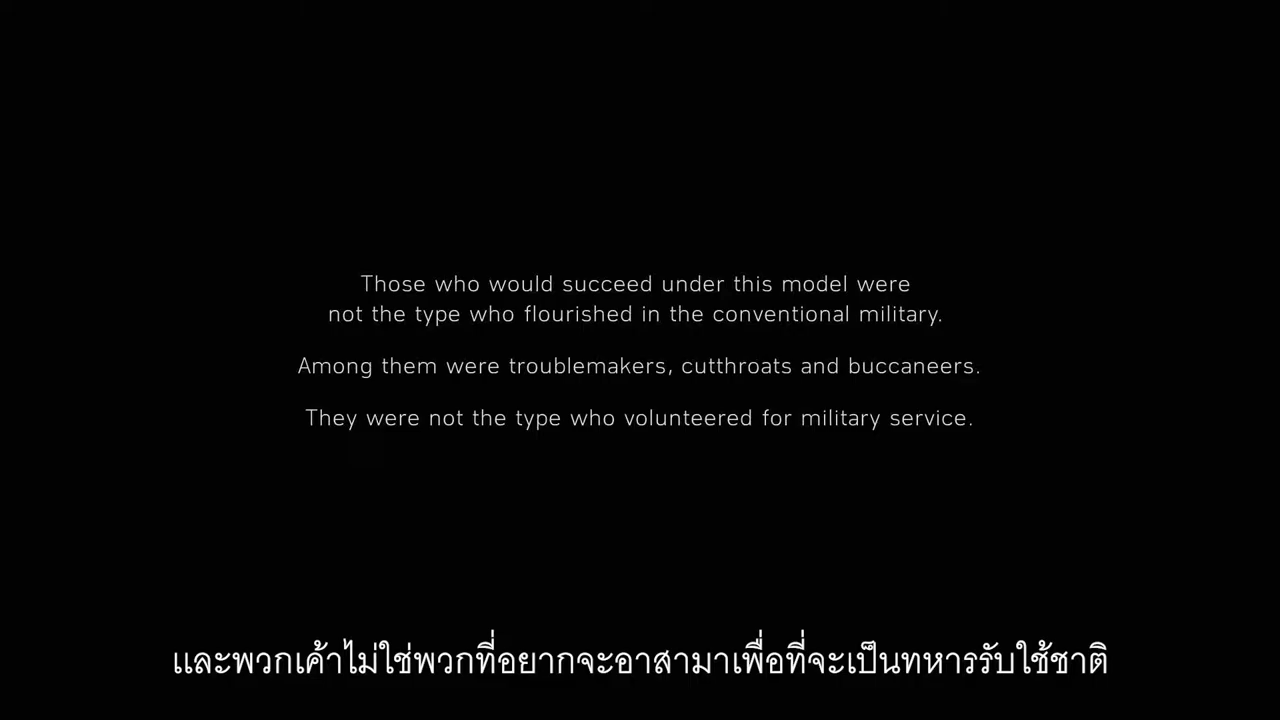 Those who would succeed under this model were
not the type who flourished in the conventional military.
Among them were troublemakers, cutthroats and buccaneers.
They were not the type who volunteered for military service.
และพวกเค้าไม่ใช่พวกที่อยากจะอาสามาเพื่อที่จะเป็นทหารรับใช้ชาติ